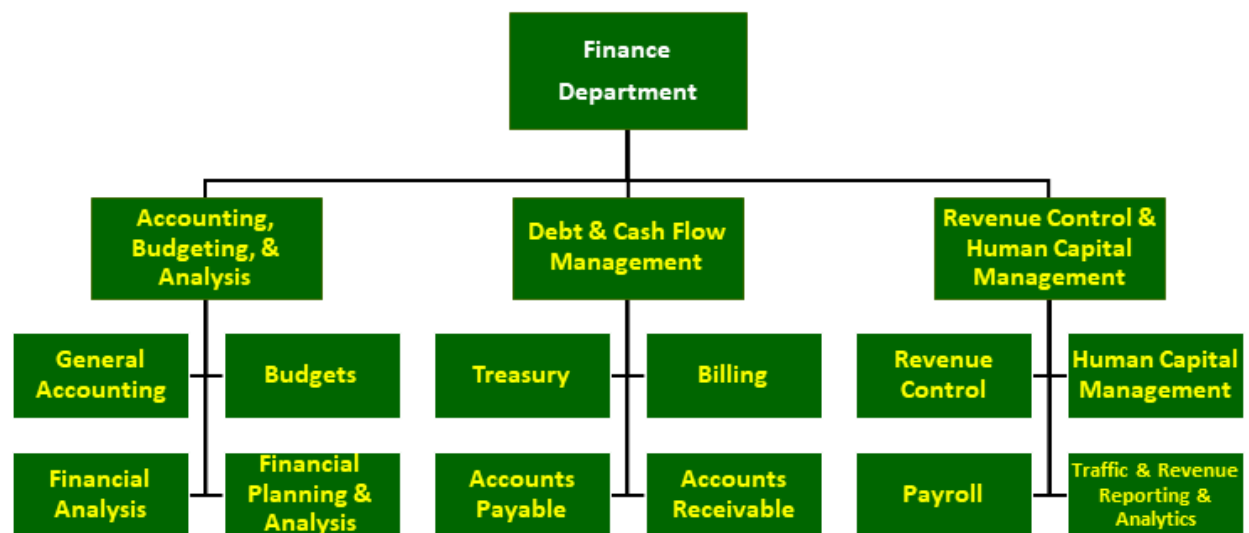 Finance
Department
Accounting,
Budgeting, &
Analysis
Debt & Cash Flow
Management
Revenue Control &
Human Capital
Management
General
Accounting
Budgets
Treasury
Billing
Revenue
Control
Human Capital
Management
Financial
Analysis
Financial
Planning &
Analysis
Accounts
Payable
Accounts
Receivable
Payroll
Traffic & Revenue
Reporting &
Analytics